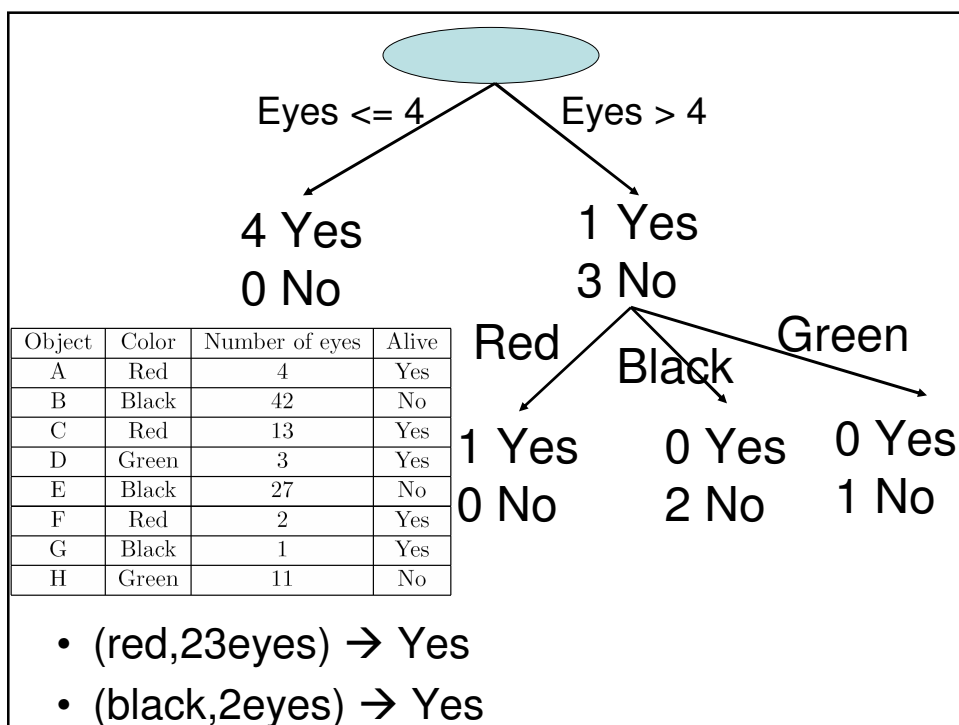 Eyes <= 4 Eyes > 4
4 Yes 1 Yes
0 No 3 No
Red Black Green
1 Yes 0 Yes 0 Yes
0 No 2 No 1 No
Object Color Number of eyes Alive
A Red 4 Yes
B Black 42 No
C Red 13 Yes
D Green 3 Yes
E Black 27 No
F Red 2 Yes
G Black 1 Yes
H Green 11 No
• (red,23eyes) → Yes
• (black,2eyes) → Yes